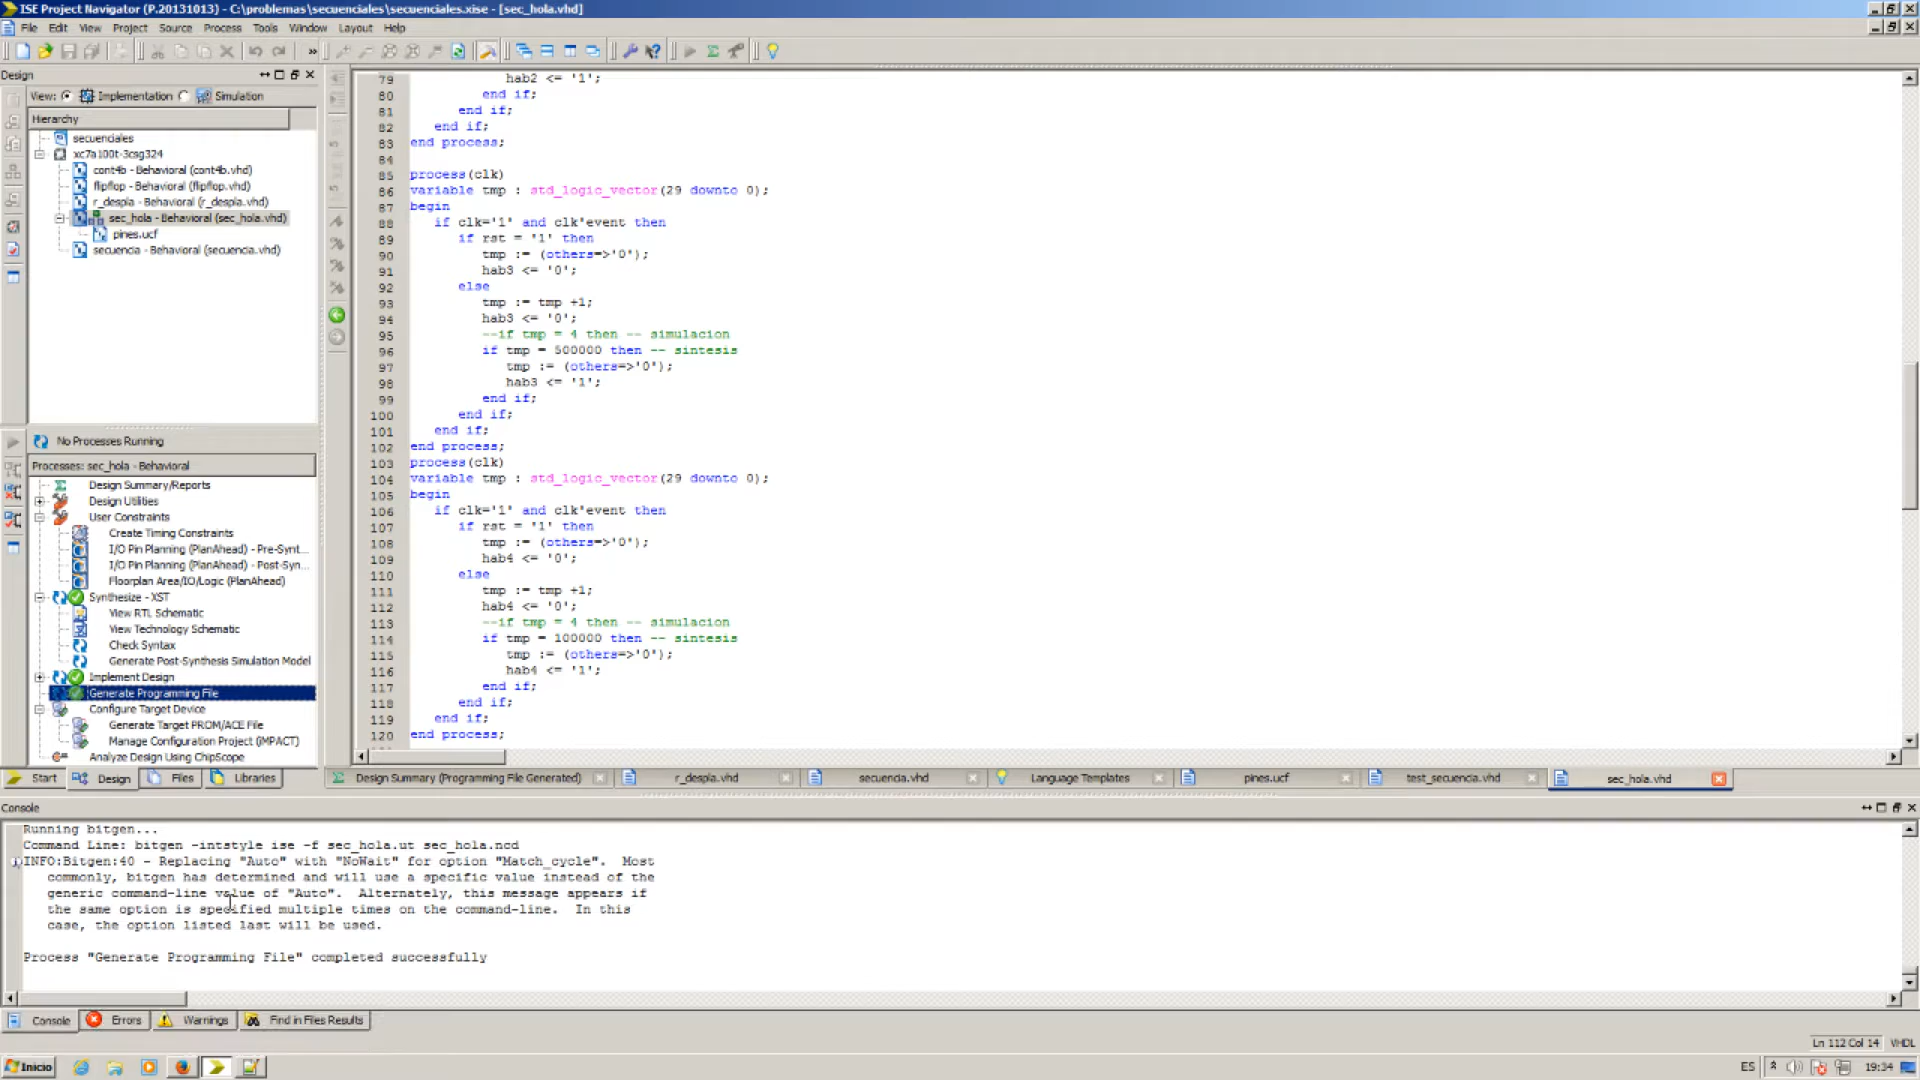 ISE Project Navigator (P.20131013) - C:\problemas\secuenciales\secuenciales.xise - [sec_hola.vhd]
File Edit View Project Source Process Tools Window Layout Help
Design
View: Implementation Simulation
Hierarchy
secuenciales
xc7a100t-3csg324
cont4b - Behavioral (cont4b.vhd)
flipflop - Behavioral (flipflop.vhd)
r_despla - Behavioral (r_despla.vhd)
sec_hola - Behavioral (sec_hola.vhd)
pines.ucf
secuencia - Behavioral (secuencia.vhd)
No Processes Running
Processes: sec_hola - Behavioral
Design Summary/Reports
Design Utilities
User Constraints
Create Timing Constraints
I/O Pin Planning (PlanAhead) - Pre-Synt...
I/O Pin Planning (PlanAhead) - Post-Syn...
Floorplan Area/IO/Logic (PlanAhead)
Synthesize - XST
View RTL Schematic
View Technology Schematic
Check Syntax
Generate Post-Synthesis Simulation Model
Implement Design
Generate Programming File
Configure Target Device
Generate Target PROM/ACE File
Manage Configuration Project (iMPACT)
Analyze Design Using ChipScope
Start Design Files Libraries
79 hab2 <= '1';
80 end if;
81 end if;
82 end if;
83 end process;
84
85 process(clk)
86 variable tmp : std_logic_vector(29 downto 0);
87 begin
88 if clk='1' and clk'event then
89 if rst = '1' then
90 tmp := (others=>'0');
91 hab3 <= '0';
92 else
93 tmp := tmp +1;
94 hab3 <= '0';
95 --if tmp = 4 then -- simulacion
96 if tmp = 500000 then -- sintesis
97 tmp := (others=>'0');
98 hab3 <= '1';
99 end if;
100 end if;
101 end if;
102 end process;
103 process(clk)
104 variable tmp : std_logic_vector(29 downto 0);
105 begin
106 if clk='1' and clk'event then
107 if rst = '1' then
108 tmp := (others=>'0');
109 hab4 <= '0';
110 else
111 tmp := tmp +1;
112 hab4 <= '0';
113 --if tmp = 4 then -- simulacion
114 if tmp = 100000 then -- sintesis
115 tmp := (others=>'0');
116 hab4 <= '1';
117 end if;
118 end if;
119 end if;
120 end process;
Design Summary (Programming File Generated) r_despla.vhd secuencia.vhd Language Templates pines.ucf test_secuencia.vhd sec_hola.vhd
Console
Running bitgen...
Command Line: bitgen -intstyle ise -f sec_hola.ut sec_hola.ncd
INFO:Bitgen:40 - Replacing "Auto" with "NoWait" for option "Match_cycle". Most
commonly, bitgen has determined and will use a specific value instead of the
generic command-line value of "Auto". Alternately, this message appears if
the same option is specified multiple times on the command-line. In this
case, the option listed last will be used.
Process "Generate Programming File" completed successfully
Console Errors Warnings Find in Files Results
Ln 112 Col 14 VHDL
Inicio ES 19:34